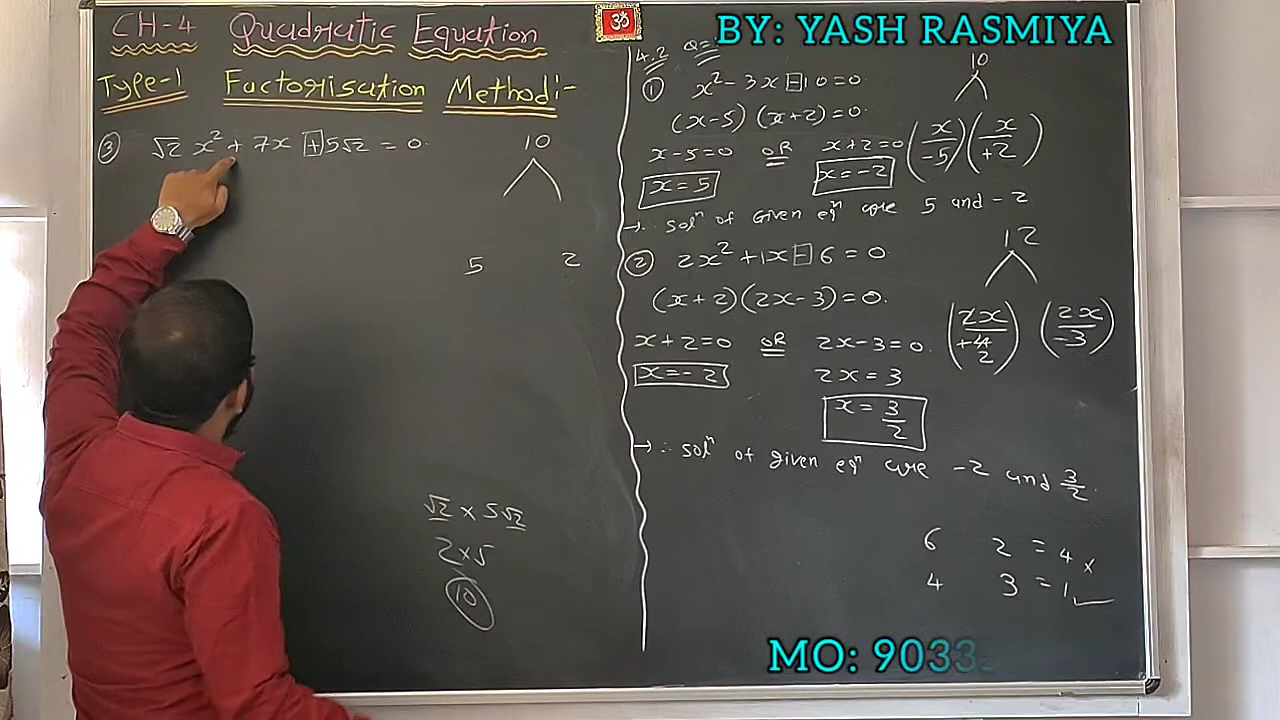 BY: YASH RASMIYA
ॐ
CH-4 Quadratic Equation
Type-1 Factorisation Method:-
③ √2 x² + 7x + 5√2 = 0.
10
5 2
√2 × 5√2
2×5
10
4.2 Q=
① x² - 3x - 10 = 0.
10
(x-5) (x+2) = 0.
x-5=0 OR x+2=0
(x/-5) (x/+2)
x = 5
x = -2
→ ∴ solⁿ of Given eqⁿ are 5 and -2
② 2x² + 1x - 6 = 0
12
(x+2)(2x-3) = 0.
(2x/+4 2) (2x/-3)
x+2=0 OR 2x-3=0.
x = -2
2x = 3
x = 3/2
→ ∴ solⁿ of given eqⁿ are -2 and 3/2.
6 2 = 4 ×
4 3 = 1 ✓
MO: 9033